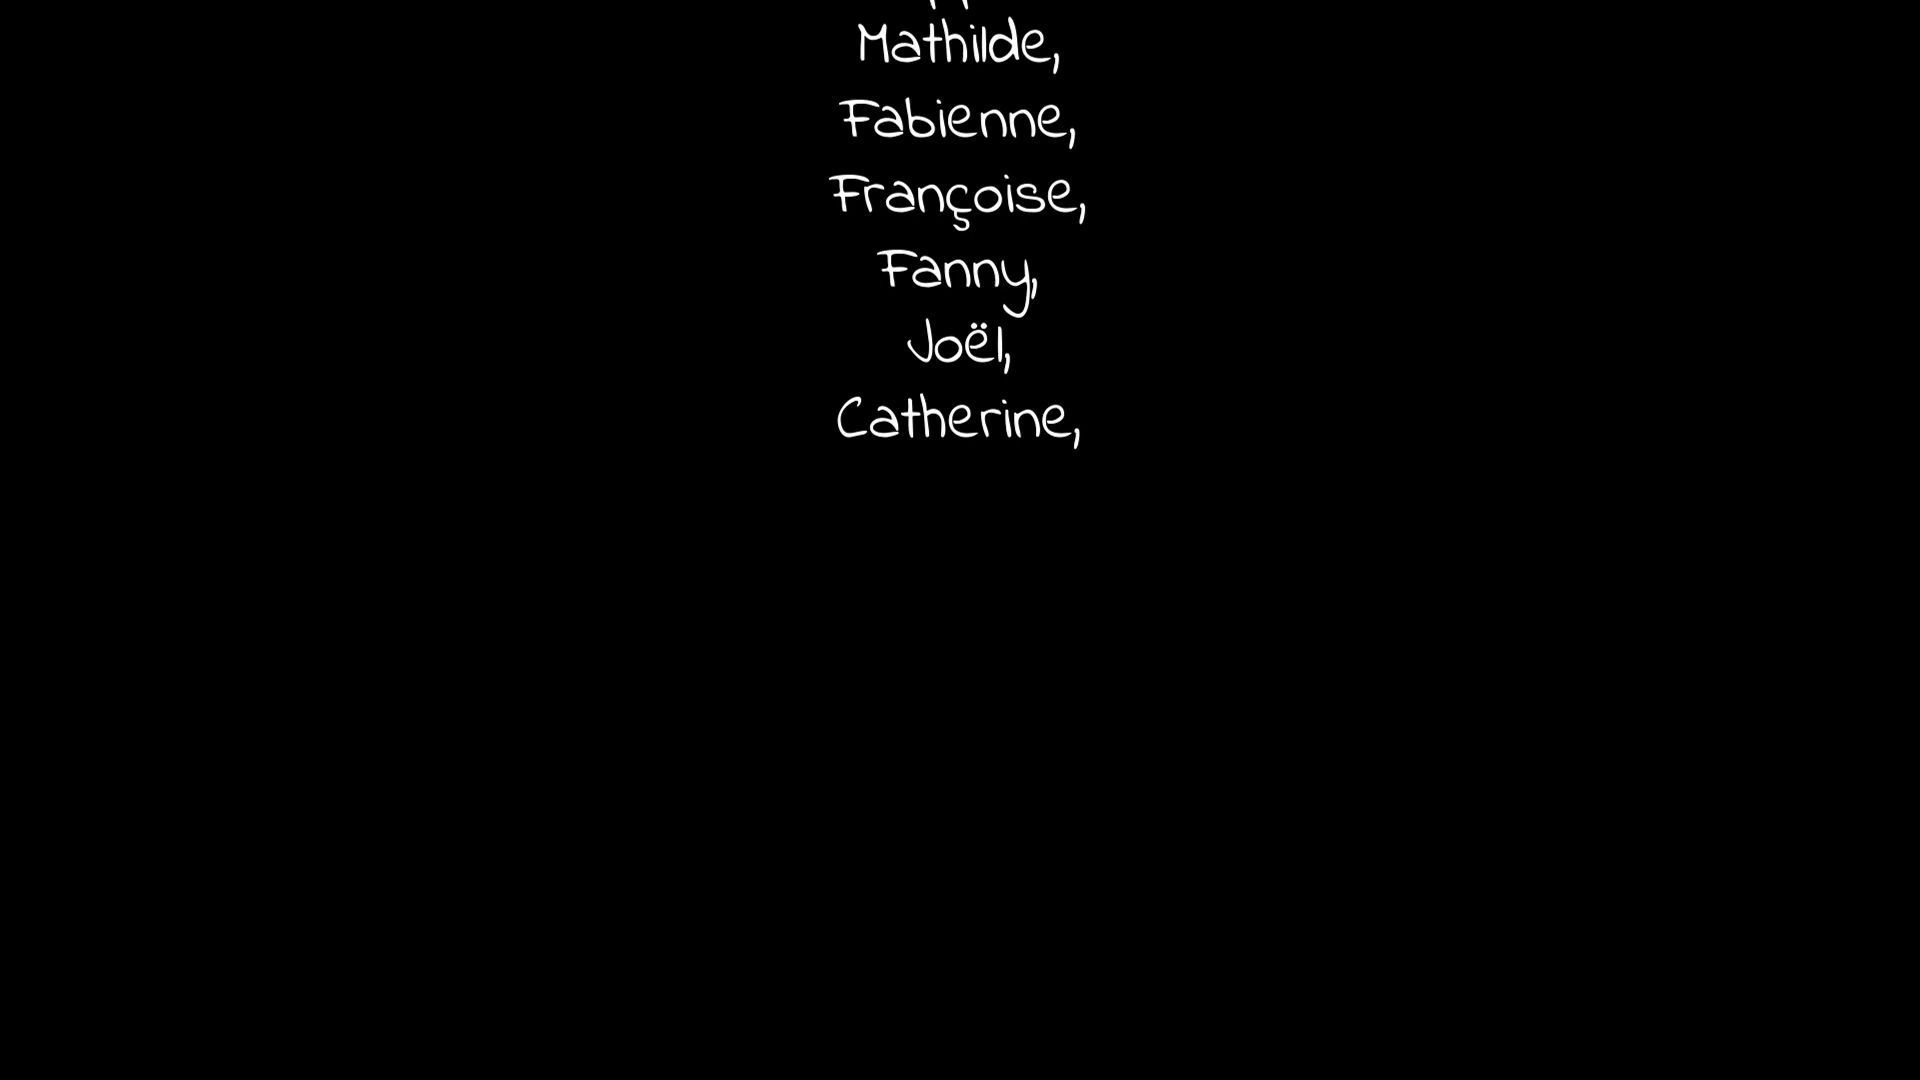 Mathilde,
Fabienne,
Françoise,
Fanny,
Joël,
Catherine,